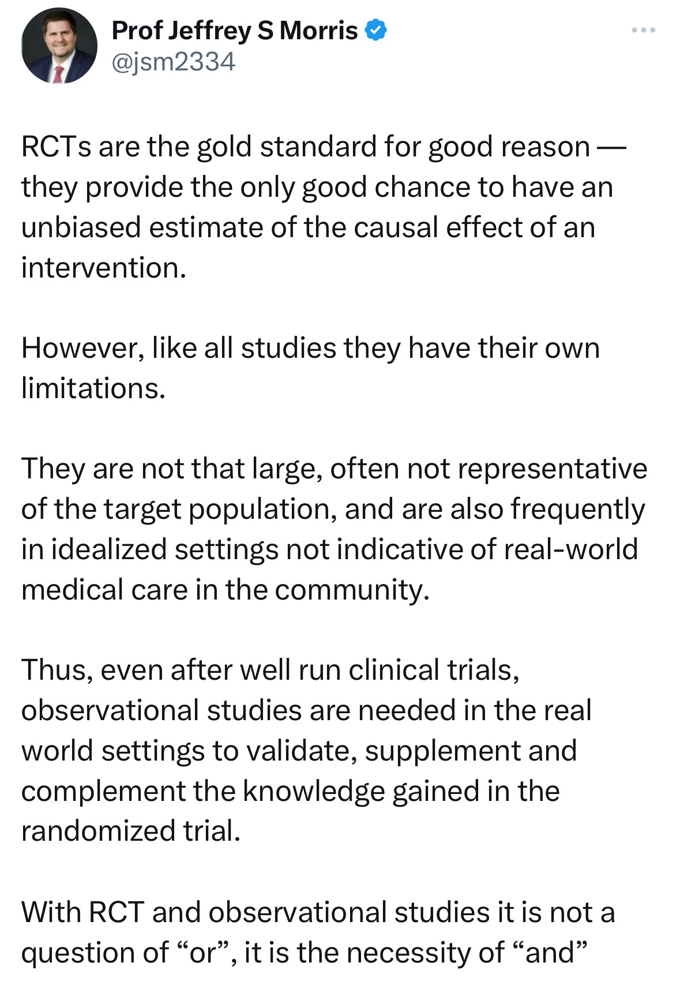 Prof Jeffrey S Morris
@jsm2334
RCTs are the gold standard for good reason —
they provide the only good chance to have an
unbiased estimate of the causal effect of an
intervention.
However, like all studies they have their own
limitations.
They are not that large, often not representative
of the target population, and are also frequently
in idealized settings not indicative of real-world
medical care in the community.
Thus, even after well run clinical trials,
observational studies are needed in the real
world settings to validate, supplement and
complement the knowledge gained in the
randomized trial.
With RCT and observational studies it is not a
question of “or”, it is the necessity of “and”